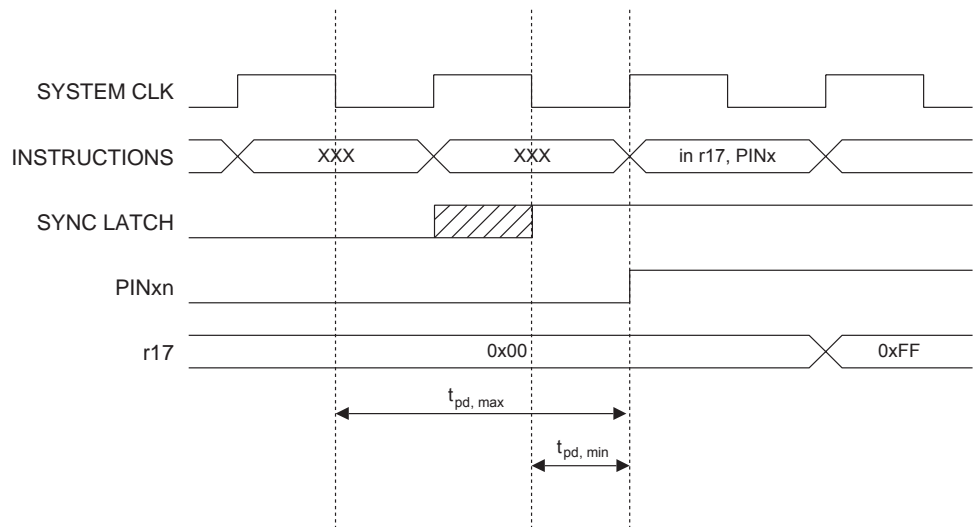 SYSTEM CLK
INSTRUCTIONS XXX XXX in r17, PINx
SYNC LATCH
PINxn
r17 0x00 0xFF
tpd, max
tpd, min